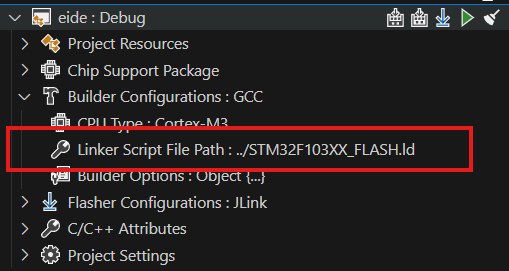 eide : Debug
Project Resources
Chip Support Package
Builder Configurations : GCC
CPU Type : Cortex-M3
Linker Script File Path : ../STM32F103XX_FLASH.ld
Builder Options : Object {...}
Flasher Configurations : JLink
C/C++ Attributes
Project Settings